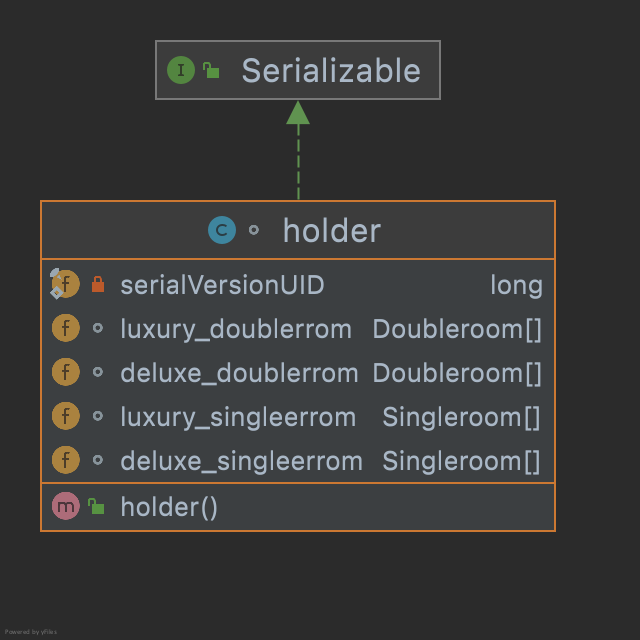 I Serializable
C holder
f serialVersionUID long
f luxury_doublerrom Doubleroom[]
f deluxe_doublerrom Doubleroom[]
f luxury_singleerrom Singleroom[]
f deluxe_singleerrom Singleroom[]
m holder()
Powered by yFiles